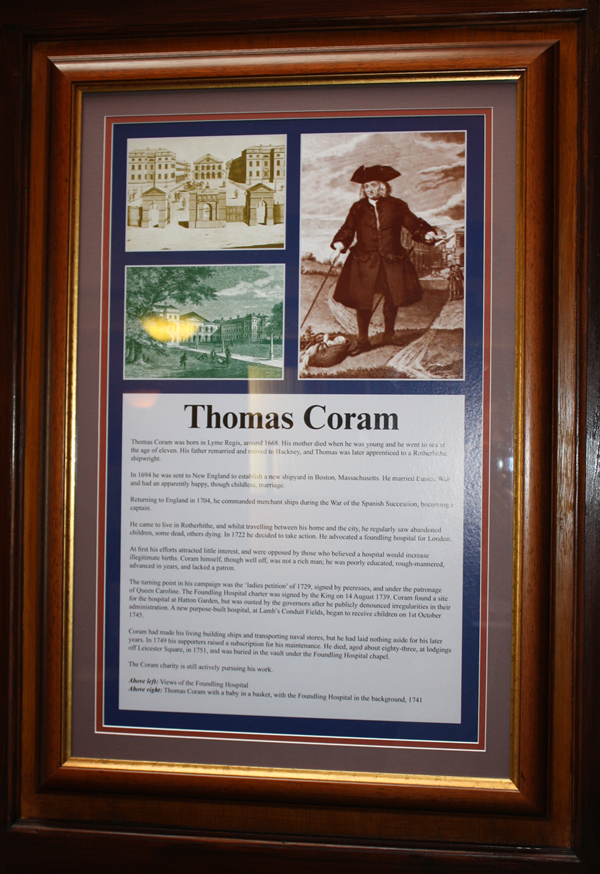 Thomas Coram
Thomas Coram was born in Lyme Regis, around 1668. His mother died when he was young and he went to sea at
the age of eleven. His father remarried and moved to Hackney, and Thomas was later apprenticed to a Rotherhithe
shipwright.
In 1694 he was sent to New England to establish a new shipyard in Boston, Massachusetts. He married Eunice Wait
and had an apparently happy, though childless, marriage.
Returning to England in 1704, he commanded merchant ships during the War of the Spanish Succession, becoming a
captain.
He came to live in Rotherhithe, and whilst travelling between his home and the city, he regularly saw abandoned
children, some dead, others dying. In 1722 he decided to take action. He advocated a foundling hospital for London.
At first his efforts attracted little interest, and were opposed by those who believed a hospital would increase
illegitimate births. Coram himself, though well off, was not a rich man; he was poorly educated, rough-mannered,
advanced in years, and lacked a patron.
The turning point in his campaign was the ‘ladies petition’ of 1729, signed by peeresses, and under the patronage
of Queen Caroline. The Foundling Hospital charter was signed by the King on 14 August 1739. Coram found a site
for the hospital at Hatton Garden, but was ousted by the governors after he publicly denounced irregularities in their
administration. A new purpose-built hospital, at Lamb's Conduit Fields, began to receive children on 1st October
1745.
Coram had made his living building ships and transporting naval stores, but he had laid nothing aside for his later
years. In 1749 his supporters raised a subscription for his maintenance. He died, aged about eighty-three, at lodgings
off Leicester Square, in 1751, and was buried in the vault under the Foundling Hospital chapel.
The Coram charity is still actively pursuing his work.
Above left: Views of the Foundling Hospital
Above right: Thomas Coram with a baby in a basket, with the Foundling Hospital in the background, 1741